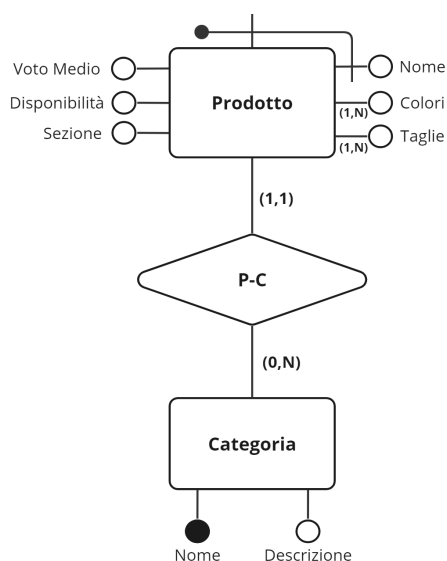 Voto Medio
Disponibilità
Sezione
Prodotto
Nome
Colori
(1,N)
Taglie
(1,N)
(1,1)
P-C
(0,N)
Categoria
Nome
Descrizione